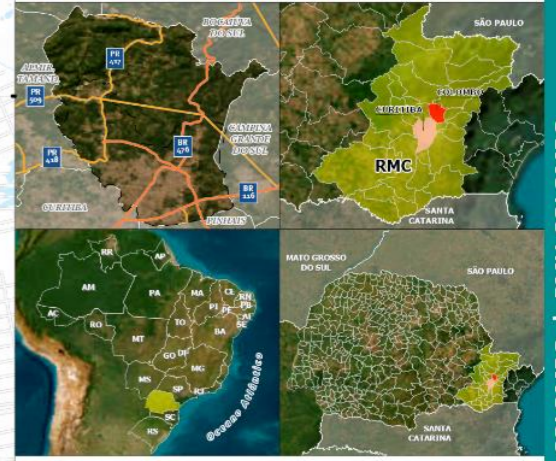 BOCAIUVA
DO SUL
PR
417
ALMIR.
TAMAND.
PR
509
CAMPINA
GRANDE
DO SUL
BR
476
PR
418
BR
116
CURITIBA
PINHAIS
SÃO PAULO
COLOMBO
CURITIBA
RMC
SANTA
CATARINA
RR
AP
AM
PA
MA
CE
RN
PB
PI
PE
AL
SE
AC
RO
TO
BA
MT
GO
DF
MG
MS
SP
RJ
SC
RS
Oceano Atlântico
MATO GROSSO
DO SUL
SÃO PAULO
SANTA
CATARINA